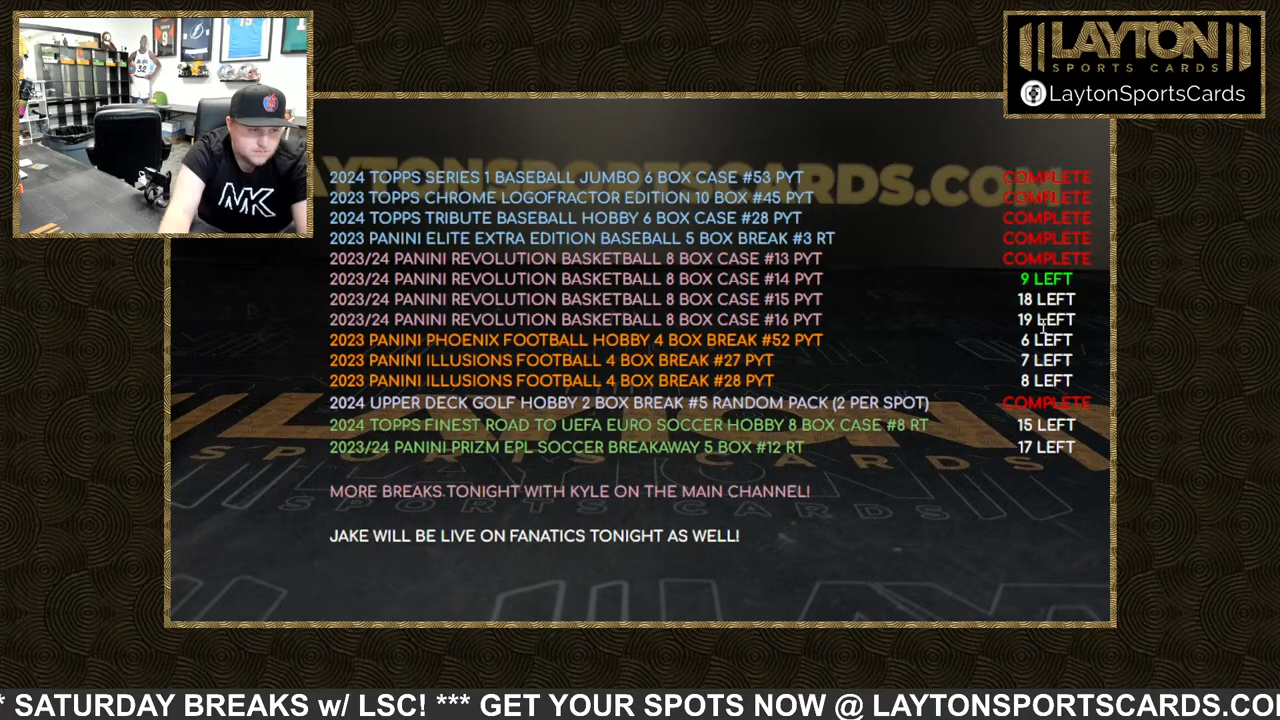 LAYTON
SPORTS CARDS
LaytonSportsCards
LAYTONSPORTSCARDS.COM
2024 TOPPS SERIES 1 BASEBALL JUMBO 6 BOX CASE #53 PYT COMPLETE
2023 TOPPS CHROME LOGOFRACTOR EDITION 10 BOX #45 PYT COMPLETE
2024 TOPPS TRIBUTE BASEBALL HOBBY 6 BOX CASE #28 PYT COMPLETE
2023 PANINI ELITE EXTRA EDITION BASEBALL 5 BOX BREAK #3 RT COMPLETE
2023/24 PANINI REVOLUTION BASKETBALL 8 BOX CASE #13 PYT COMPLETE
2023/24 PANINI REVOLUTION BASKETBALL 8 BOX CASE #14 PYT 9 LEFT
2023/24 PANINI REVOLUTION BASKETBALL 8 BOX CASE #15 PYT 18 LEFT
2023/24 PANINI REVOLUTION BASKETBALL 8 BOX CASE #16 PYT 19 LEFT
2023 PANINI PHOENIX FOOTBALL HOBBY 4 BOX BREAK #52 PYT 6 LEFT
2023 PANINI ILLUSIONS FOOTBALL 4 BOX BREAK #27 PYT 7 LEFT
2023 PANINI ILLUSIONS FOOTBALL 4 BOX BREAK #28 PYT 8 LEFT
2024 UPPER DECK GOLF HOBBY 2 BOX BREAK #5 RANDOM PACK (2 PER SPOT) COMPLETE
2024 TOPPS FINEST ROAD TO UEFA EURO SOCCER HOBBY 8 BOX CASE #8 RT 15 LEFT
2023/24 PANINI PRIZM EPL SOCCER BREAKAWAY 5 BOX #12 RT 17 LEFT
MORE BREAKS TONIGHT WITH KYLE ON THE MAIN CHANNEL!
JAKE WILL BE LIVE ON FANATICS TONIGHT AS WELL!
* SATURDAY BREAKS w/ LSC! *** GET YOUR SPOTS NOW @ LAYTONSPORTSCARDS.CO
MK
32
9